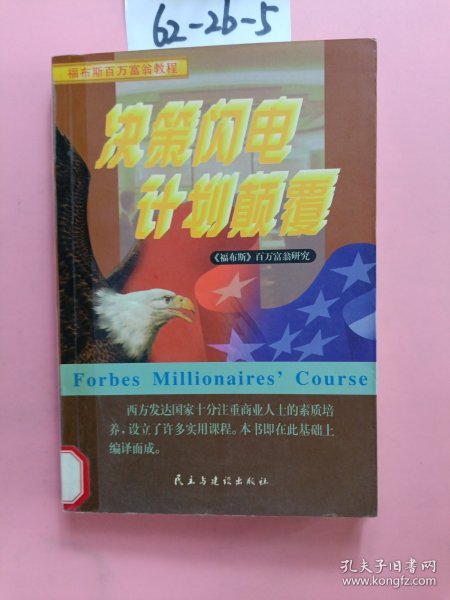 62-26-5
福布斯百万富翁教程
决策闪电
计划颠覆
《福布斯》百万富翁研究
Forbes Millionaires' Course
西方发达国家十分注重商业人士的素质培
养，设立了许多实用课程。本书即在此基础上
编译而成。
民主与建设出版社
孔夫子旧书网
www.kongfz.com